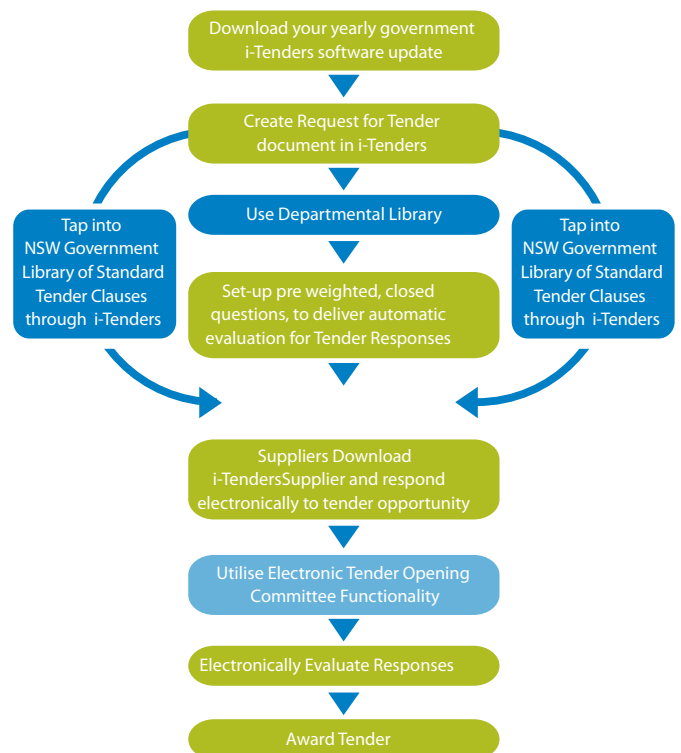 Download your yearly government
i-Tenders software update
Create Request for Tender
document in i-Tenders
Use Departmental Library
Tap into
NSW Government
Library of Standard
Tender Clauses
through i-Tenders
Tap into
NSW Government
Library of Standard
Tender Clauses
through i-Tenders
Set-up pre weighted, closed
questions, to deliver automatic
evaluation for Tender Responses
Suppliers Download
i-TendersSupplier and respond
electronically to tender opportunity
Utilise Electronic Tender Opening
Committee Functionality
Electronically Evaluate Responses
Award Tender